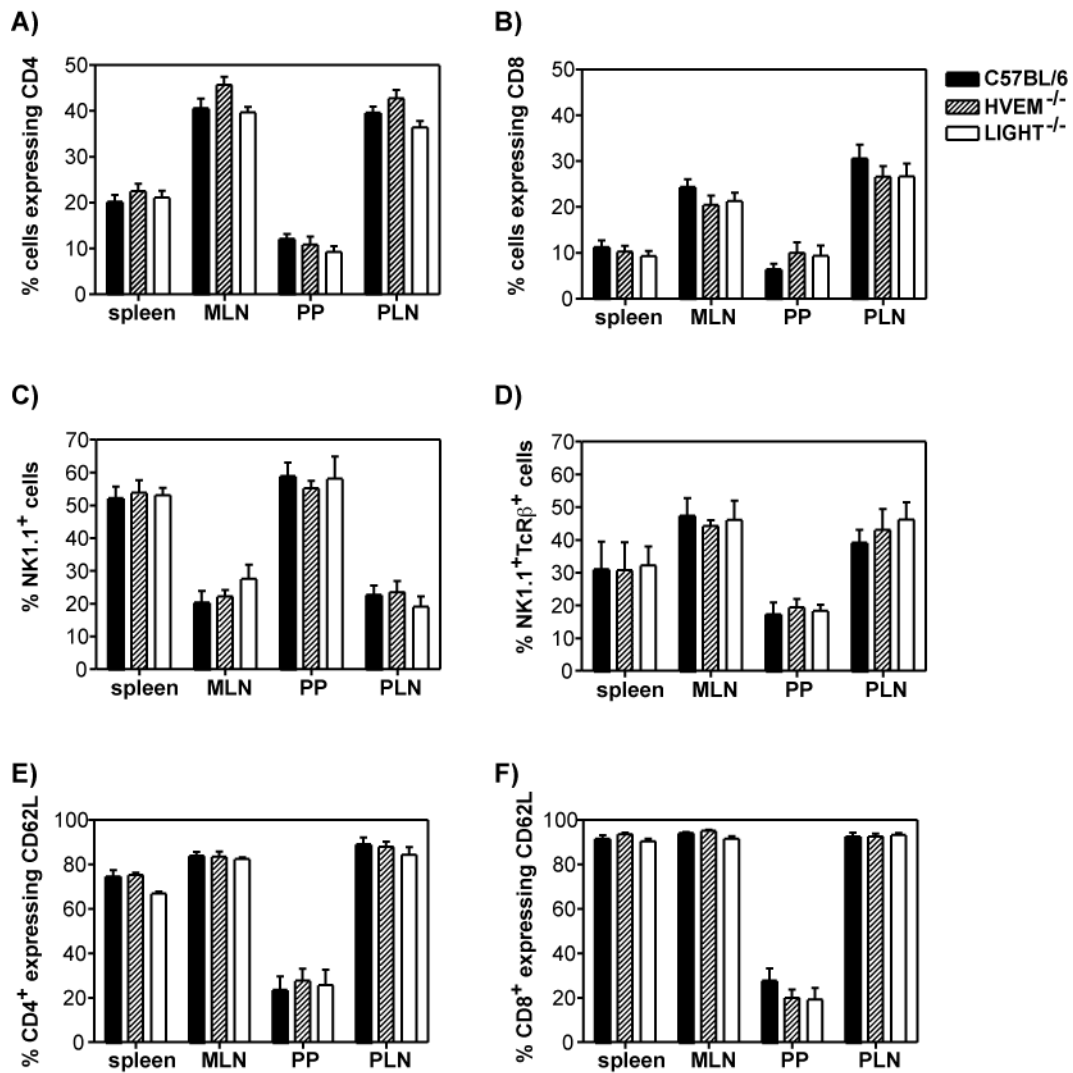 A)
% cells expressing CD4
50
40
30
20
10
0
spleen MLN PP PLN
B)
% cells expressing CD8
50
40
30
20
10
0
spleen MLN PP PLN
C57BL/6
HVEM-/-
LIGHT-/-
C)
% NK1.1+ cells
70
60
50
40
30
20
10
0
spleen MLN PP PLN
D)
% NK1.1+TcRβ+ cells
70
60
50
40
30
20
10
0
spleen MLN PP PLN
E)
% CD4+ expressing CD62L
100
80
60
40
20
0
spleen MLN PP PLN
F)
% CD8+ expressing CD62L
100
80
60
40
20
0
spleen MLN PP PLN